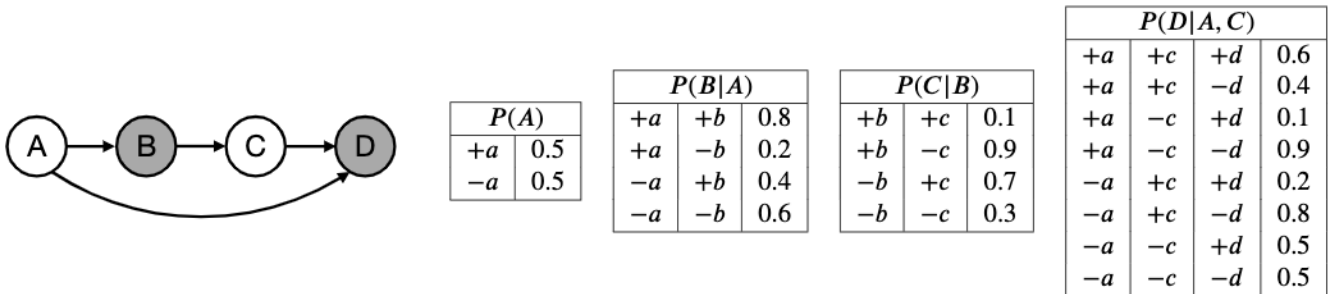 A B C D
P(A)
+a 0.5
−a 0.5
P(B|A)
+a +b 0.8
+a −b 0.2
−a +b 0.4
−a −b 0.6
P(C|B)
+b +c 0.1
+b −c 0.9
−b +c 0.7
−b −c 0.3
P(D|A, C)
+a +c +d 0.6
+a +c −d 0.4
+a −c +d 0.1
+a −c −d 0.9
−a +c +d 0.2
−a +c −d 0.8
−a −c +d 0.5
−a −c −d 0.5